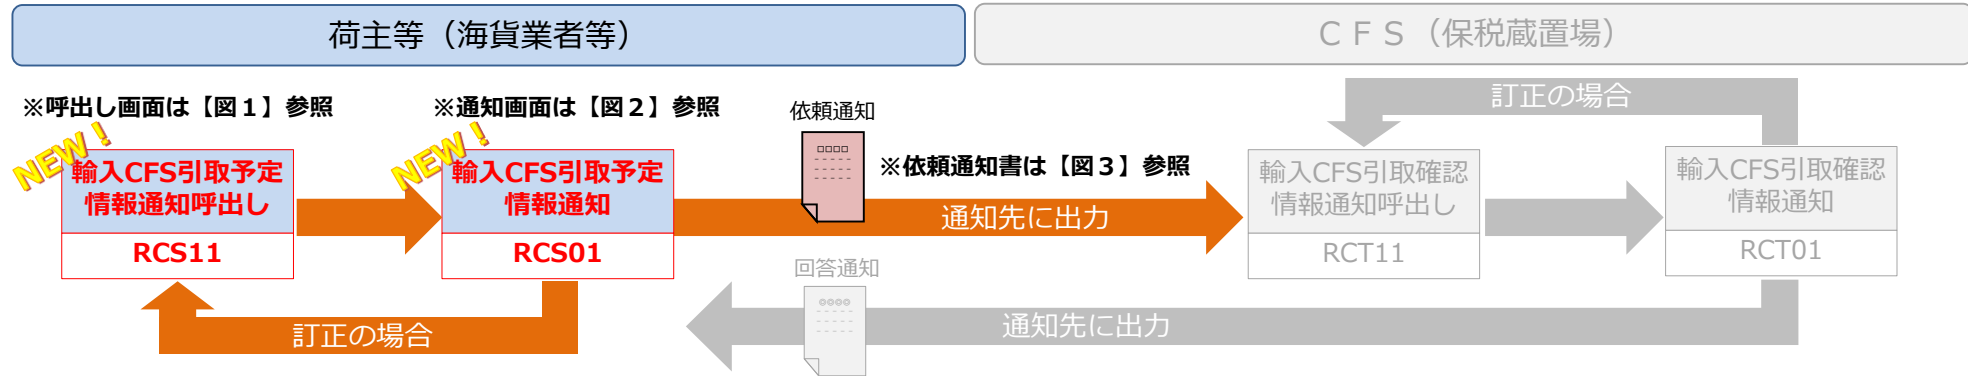 荷主等（海貨業者等）
ＣＦＳ（保税蔵置場）
※呼出し画面は【図１】参照
※通知画面は【図２】参照
依頼通知
訂正の場合
NEW！
輸入CFS引取予定
情報通知呼出し
RCS11
NEW！
輸入CFS引取予定
情報通知
RCS01
※依頼通知書は【図３】参照
通知先に出力
輸入CFS引取確認
情報通知呼出し
RCT11
輸入CFS引取確認
情報通知
RCT01
訂正の場合
回答通知
通知先に出力